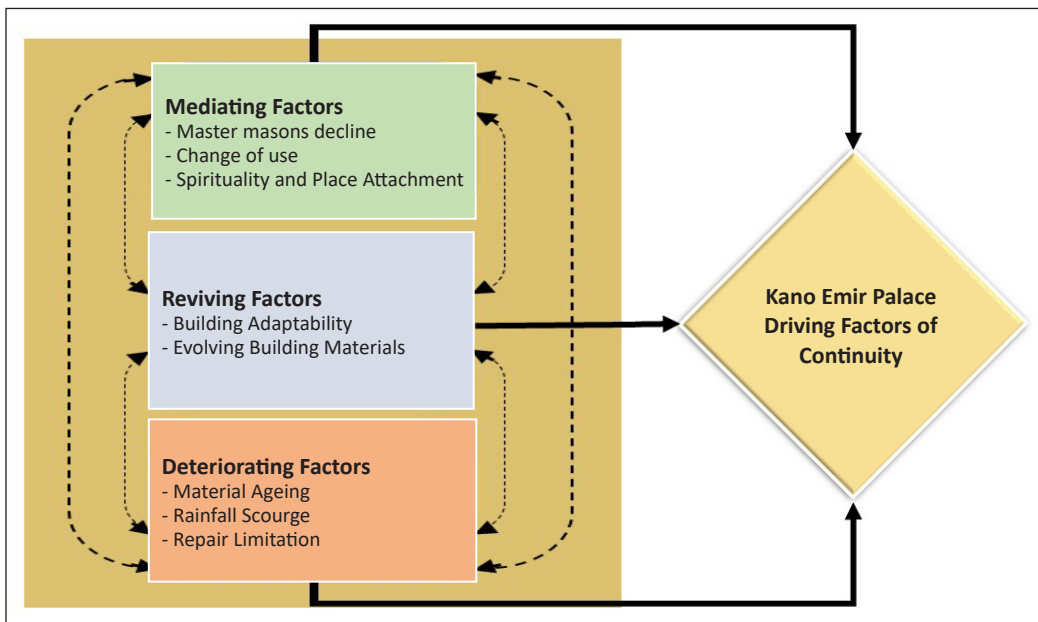 Mediating Factors
- Master masons decline
- Change of use
- Spirituality and Place Attachment
Reviving Factors
- Building Adaptability
- Evolving Building Materials
Deteriorating Factors
- Material Ageing
- Rainfall Scourge
- Repair Limitation
Kano Emir Palace
Driving Factors of
Continuity